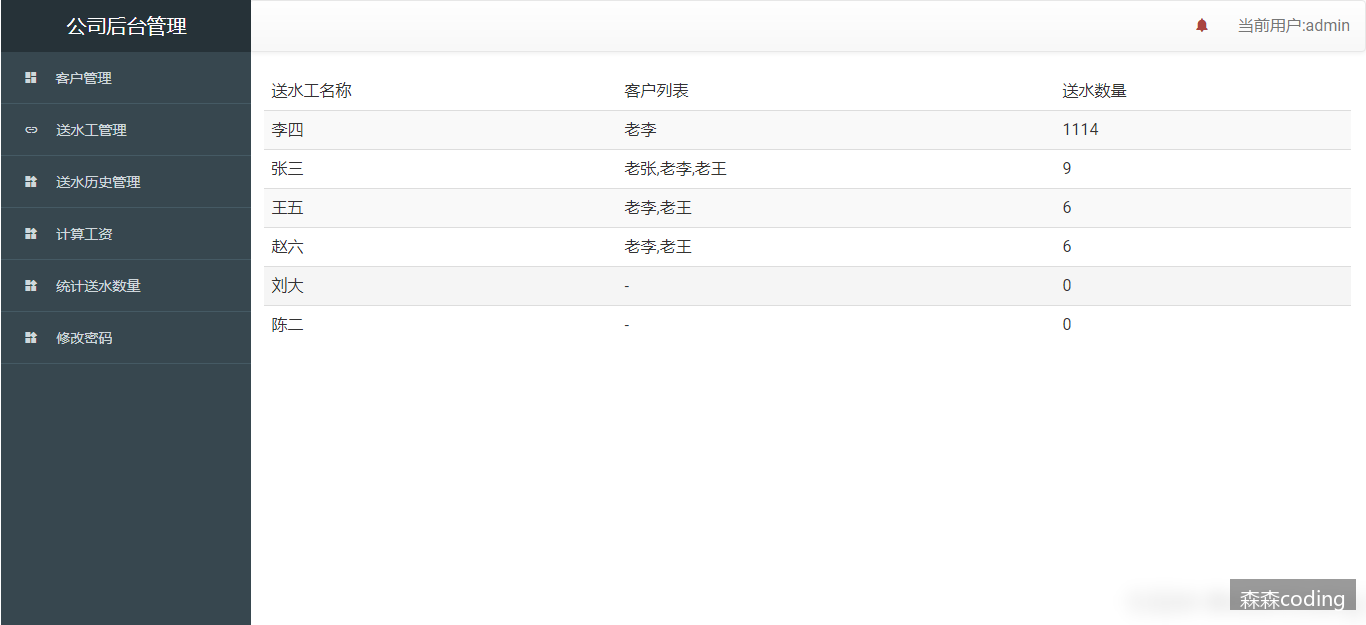 公司后台管理
当前用户:admin
客户管理
送水工管理
送水历史管理
计算工资
统计送水数量
修改密码
送水工名称 客户列表 送水数量
李四 老李 1114
张三 老张,老李,老王 9
王五 老李,老王 6
赵六 老李,老王 6
刘大 - 0
陈二 - 0
森森coding